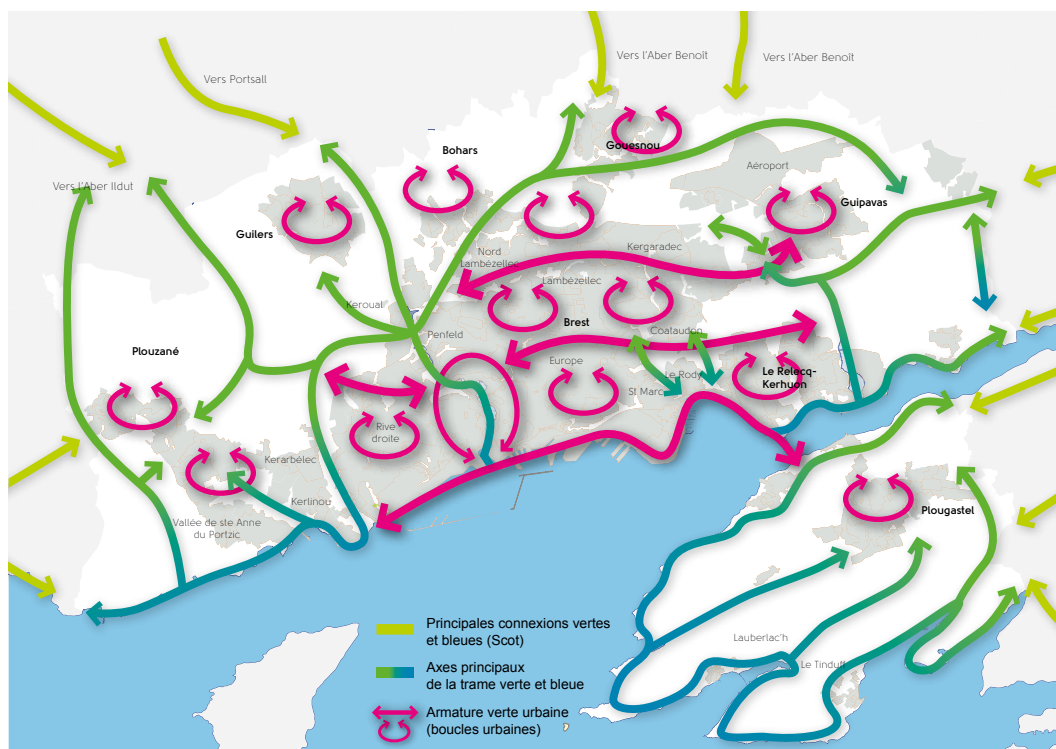 Vers l'Aber Benoît
Vers l'Aber Benoît
Vers Portsall
Bohars
Gouesnou
Aéroport
Vers l'Aber Ildut
Guipavas
Guilers
Kergaradec
Nord
Lambézellec
Lambézellec
Keroual
Penfeld
Brest
Coataudon
Plouzané
Europe
Le Rody
Le Relecq-
Kerhuon
St Marc
Rive
droite
Kerarbélec
Kerlinou
Plougastel
Vallée de ste Anne
du Portzic
Principales connexions vertes
et bleues (Scot)
Lauberlac'h
Axes principaux
de la trame verte et bleue
Le Tinduff
Armature verte urbaine
(boucles urbaines)